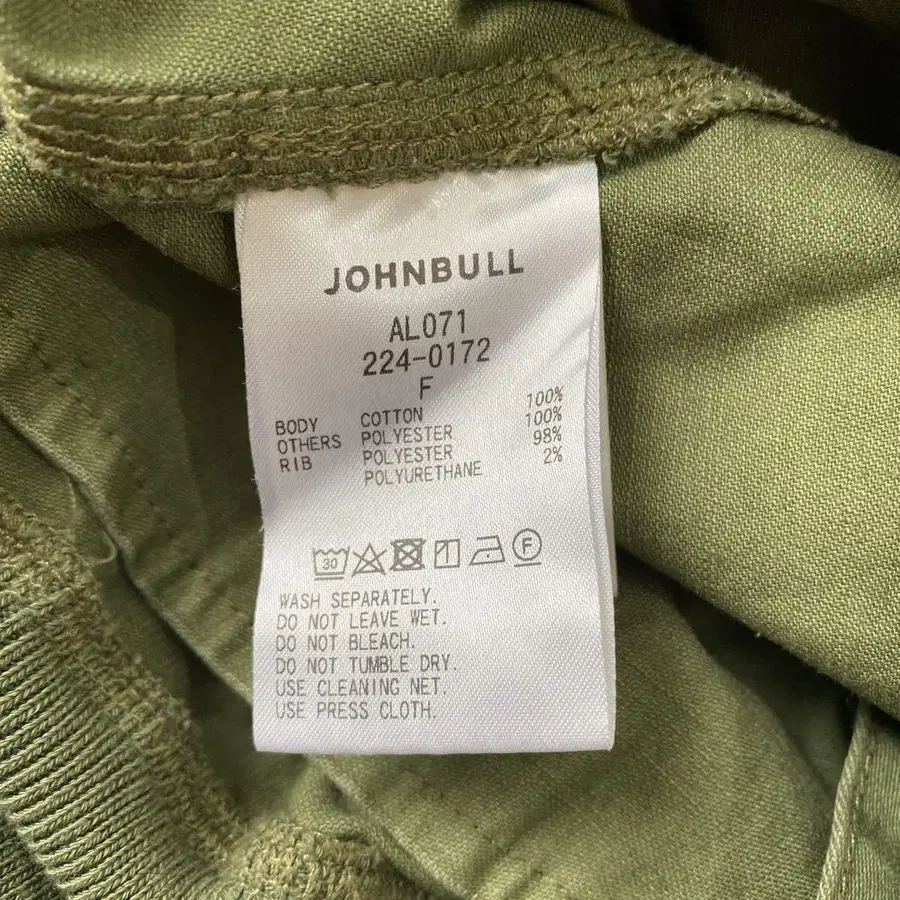 JOHNBULL
AL071
224-0172
F
BODY COTTON 100%
OTHERS POLYESTER 100%
RIB POLYESTER 98%
POLYURETHANE 2%
30 F
WASH SEPARATELY.
DO NOT LEAVE WET.
DO NOT BLEACH.
DO NOT TUMBLE DRY.
USE CLEANING NET.
USE PRESS CLOTH.